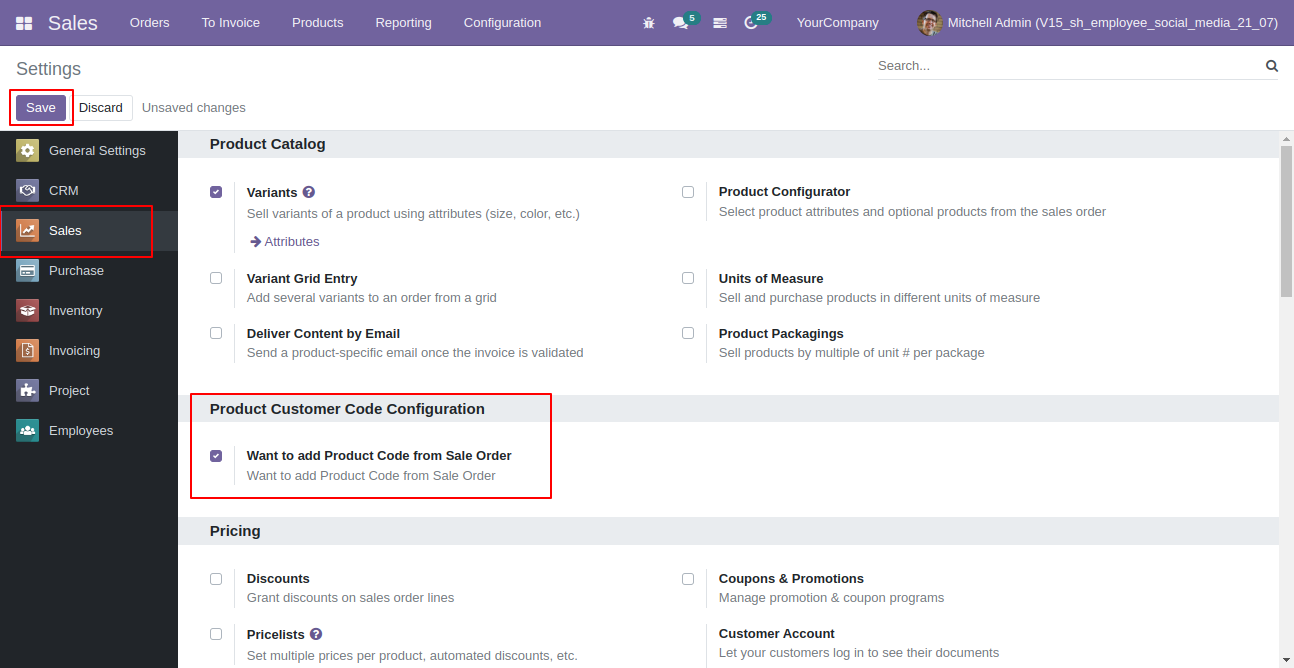 Sales Orders To Invoice Products Reporting Configuration 5 25 YourCompany Mitchell Admin (V15_sh_employee_social_media_21_07)
Settings Search...
Save Discard Unsaved changes
General Settings
CRM
Sales
Purchase
Inventory
Invoicing
Project
Employees
Product Catalog
Variants ?
Sell variants of a product using attributes (size, color, etc.)
Attributes
Product Configurator
Select product attributes and optional products from the sales order
Variant Grid Entry
Add several variants to an order from a grid
Units of Measure
Sell and purchase products in different units of measure
Deliver Content by Email
Send a product-specific email once the invoice is validated
Product Packagings
Sell products by multiple of unit # per package
Product Customer Code Configuration
Want to add Product Code from Sale Order
Want to add Product Code from Sale Order
Pricing
Discounts
Grant discounts on sales order lines
Coupons & Promotions
Manage promotion & coupon programs
Pricelists ?
Set multiple prices per product, automated discounts, etc.
Customer Account
Let your customers log in to see their documents